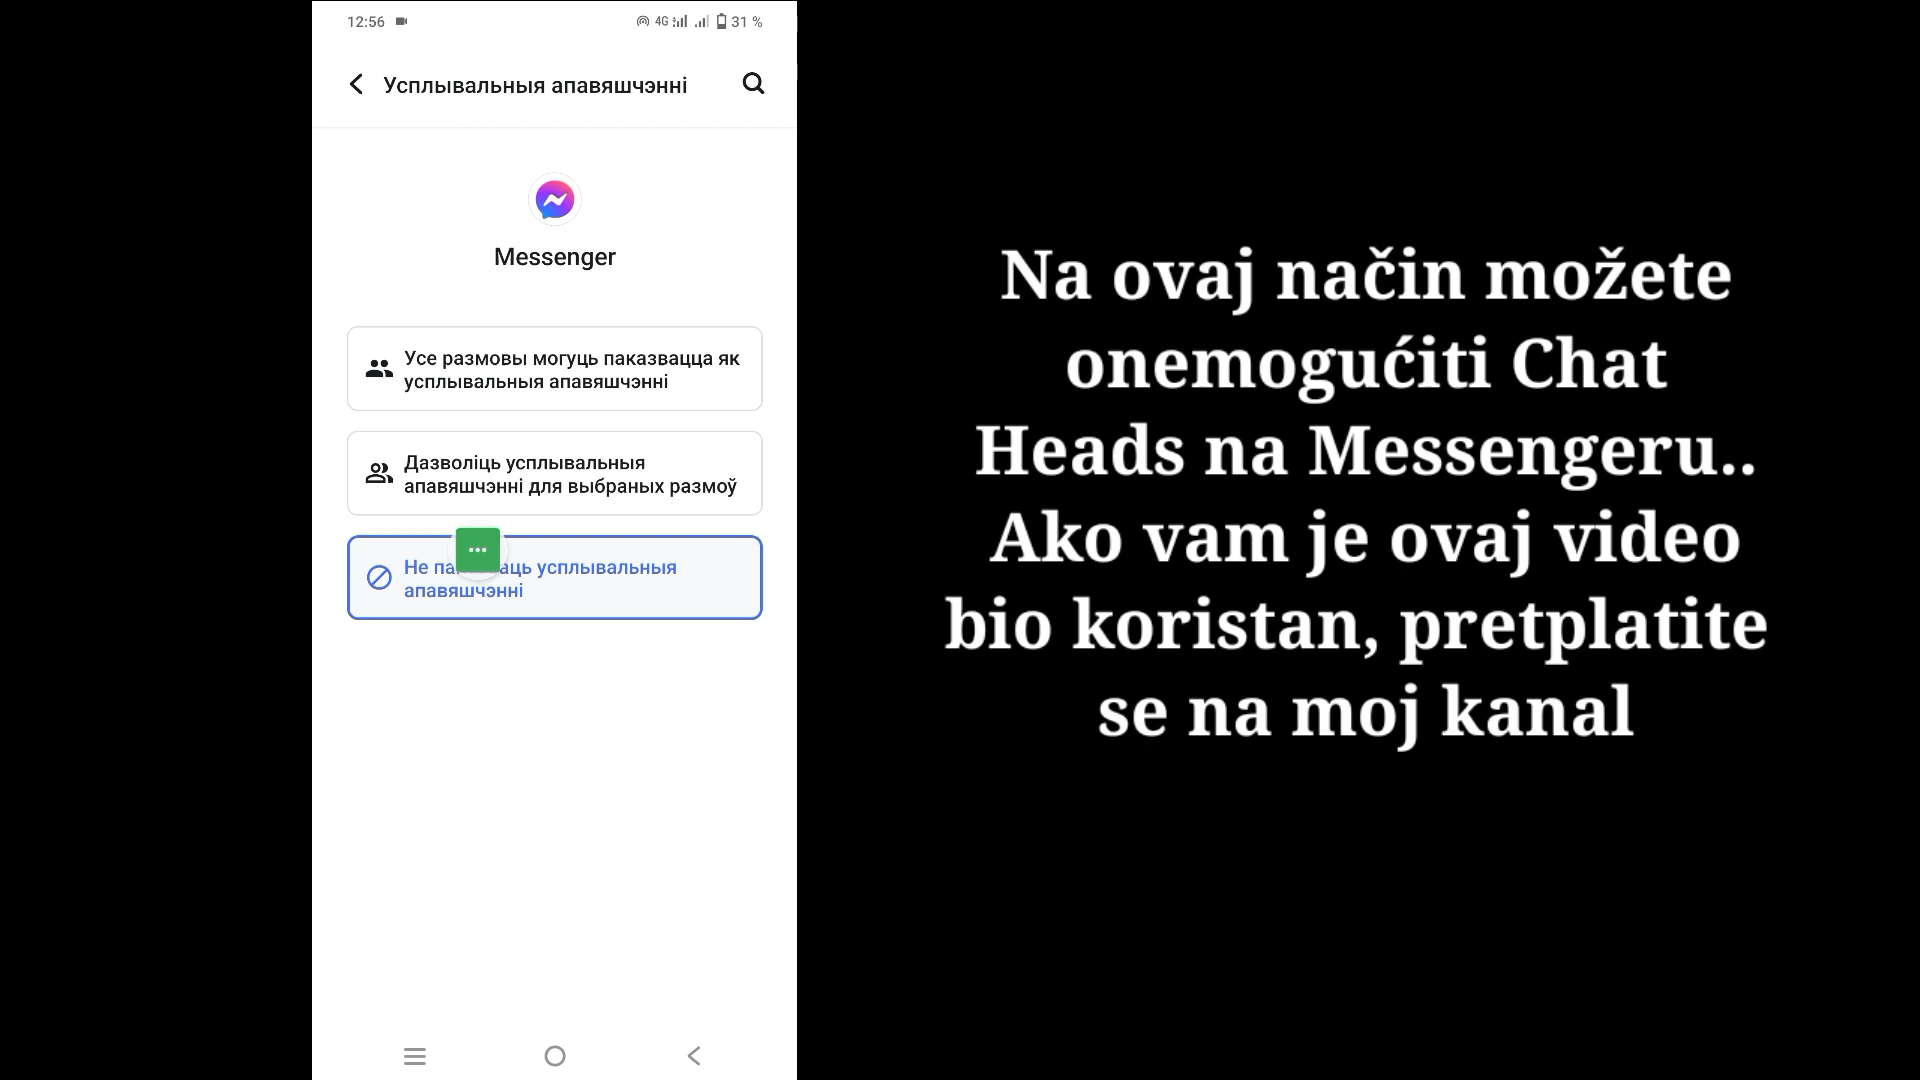 12:56
4G 31 %
Усплывальныя апавяшчэнні
Messenger
Усе размовы могуць паказвацца як
усплывальныя апавяшчэнні
Дазволіць усплывальныя
апавяшчэнні для выбраных размоў
Не усплывальныя
апавяшчэнні
Na ovaj način možete
onemogućiti Chat
Heads na Messengeru..
Ako vam je ovaj video
bio koristan, pretplatite
se na moj kanal